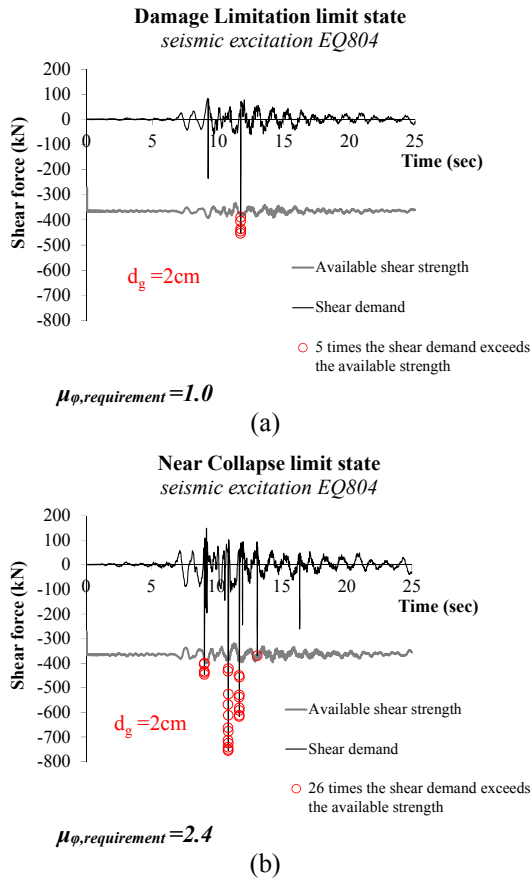 Damage Limitation limit state
seismic excitation EQ804
200
100
0
-100
-200
-300
-400
-500
-600
-700
-800
0
5
10
15
20
25
Time (sec)
Shear force (kN)
d_g =2cm
Available shear strength
Shear demand
5 times the shear demand exceeds
the available strength
μφ,requirement =1.0
(a)
Near Collapse limit state
seismic excitation EQ804
200
100
0
-100
-200
-300
-400
-500
-600
-700
-800
0
5
10
15
20
25
Time (sec)
Shear force (kN)
d_g =2cm
Available shear strength
Shear demand
26 times the shear demand exceeds
the available strength
μφ,requirement =2.4
(b)